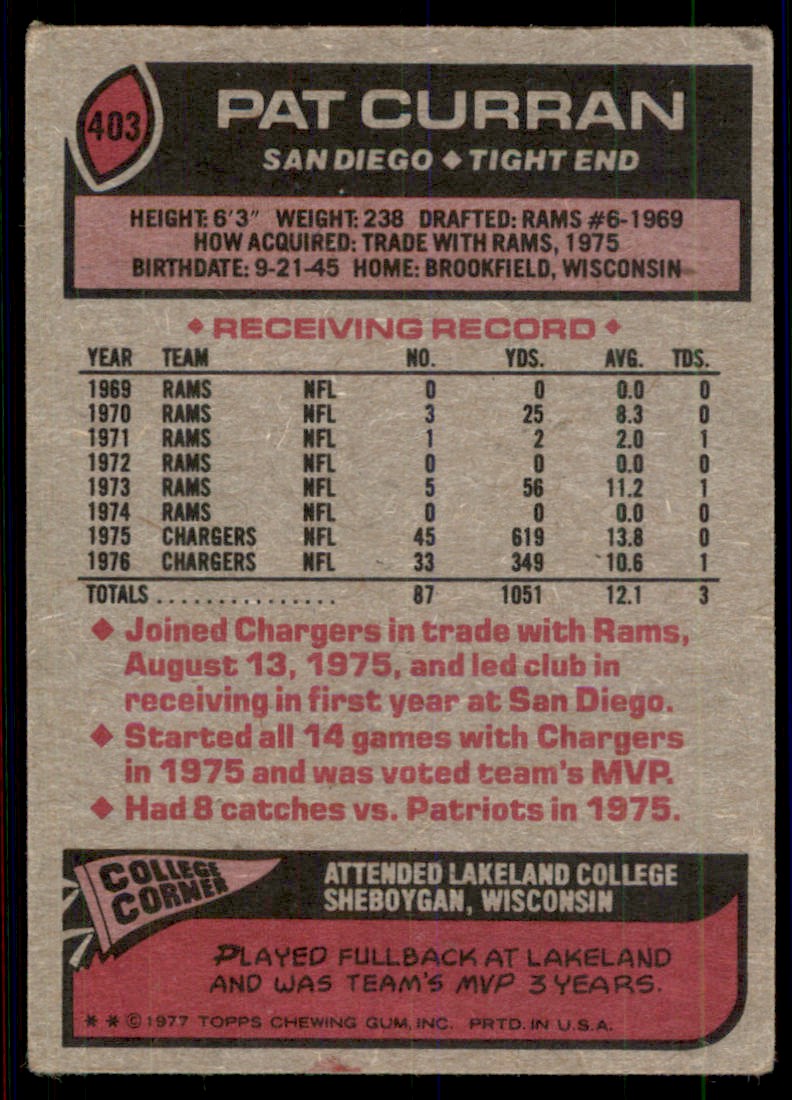 403
PAT CURRAN
SAN DIEGO ◆ TIGHT END
HEIGHT: 6'3" WEIGHT: 238 DRAFTED: RAMS #6-1969
HOW ACQUIRED: TRADE WITH RAMS, 1975
BIRTHDATE: 9-21-45 HOME: BROOKFIELD, WISCONSIN
◆ RECEIVING RECORD ◆
YEAR TEAM NO. YDS. AVG. TDS.
1969 RAMS NFL 0 0 0.0 0
1970 RAMS NFL 3 25 8.3 0
1971 RAMS NFL 1 2 2.0 1
1972 RAMS NFL 0 0 0.0 0
1973 RAMS NFL 5 56 11.2 1
1974 RAMS NFL 0 0 0.0 0
1975 CHARGERS NFL 45 619 13.8 0
1976 CHARGERS NFL 33 349 10.6 1
TOTALS ................ 87 1051 12.1 3
◆ Joined Chargers in trade with Rams,
August 13, 1975, and led club in
receiving in first year at San Diego.
◆ Started all 14 games with Chargers
in 1975 and was voted team's MVP.
◆ Had 8 catches vs. Patriots in 1975.
COLLEGE
CORNER
ATTENDED LAKELAND COLLEGE
SHEBOYGAN, WISCONSIN
PLAYED FULLBACK AT LAKELAND
AND WAS TEAM'S MVP 3 YEARS.
* * © 1977 TOPPS CHEWING GUM, INC. PRTD. IN U.S.A.